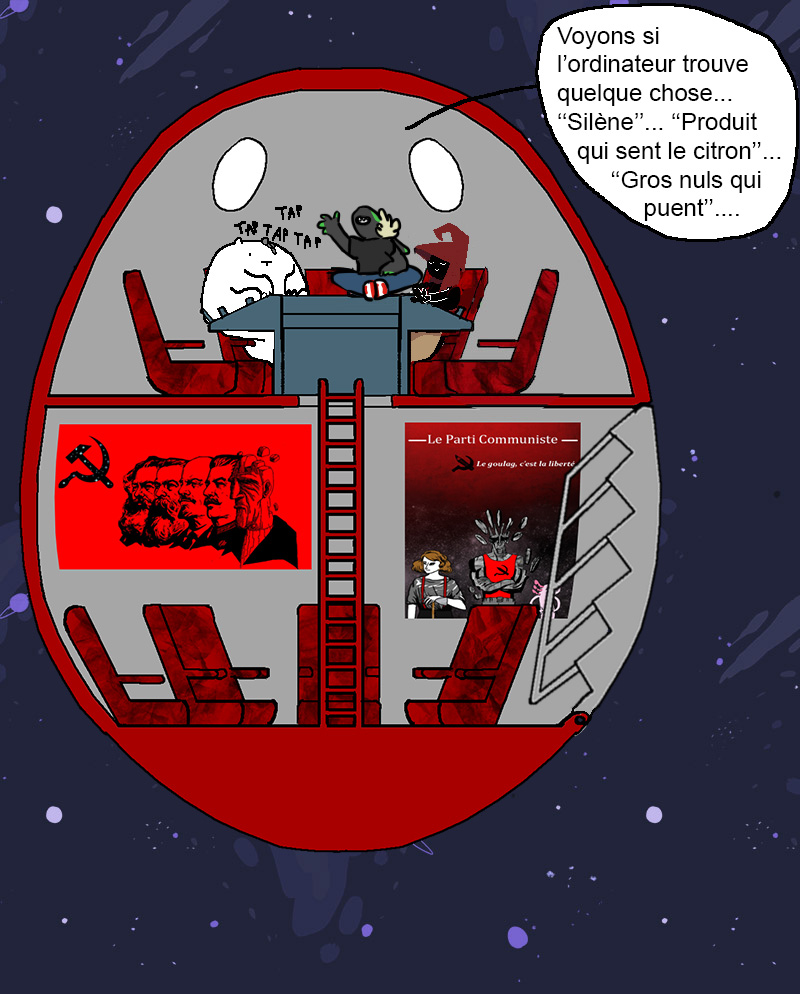 Voyons si
l’ordinateur trouve
quelque chose...
‘‘Silène’’... ‘‘Produit
qui sent le citron’’...
‘‘Gros nuls qui
puent’’....
TAP
TAP TAP TAP
Le Parti Communiste
Le goulag, c'est la liberté